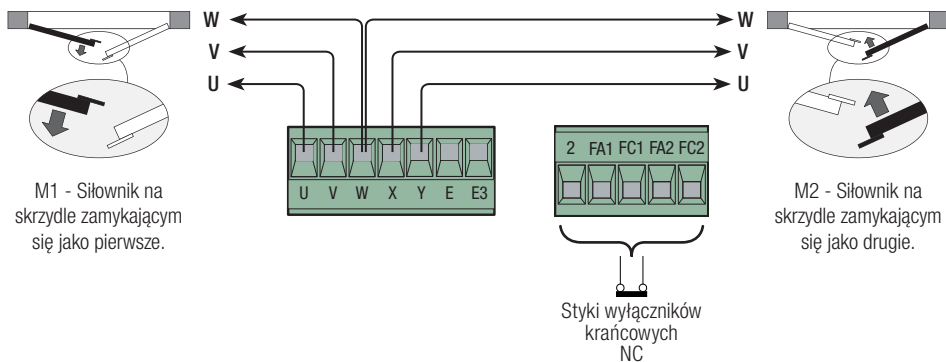 W
V
U
M1 - Siłownik na
skrzydle zamykającym
się jako pierwsze.
U V W X Y E E3
2 FA1 FC1 FA2 FC2
Styki wyłączników
krańcowych
NC
W
V
U
M2 - Siłownik na
skrzydle zamykającym
się jako drugie.